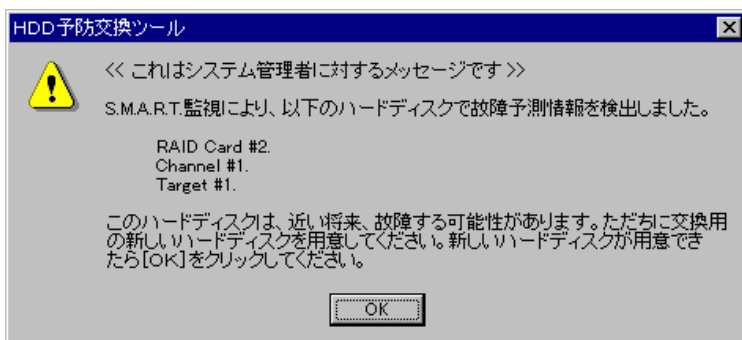 HDD予防交換ツール
<< これはシステム管理者に対するメッセージです >>
S.M.A.R.T.監視により、以下のハードディスクで故障予測情報を検出しました。
RAID Card #2.
Channel #1.
Target #1.
このハードディスクは、近い将来、故障する可能性があります。ただちに交換用
の新しいハードディスクを用意してください。新しいハードディスクが用意でき
たら[OK]をクリックしてください。
OK